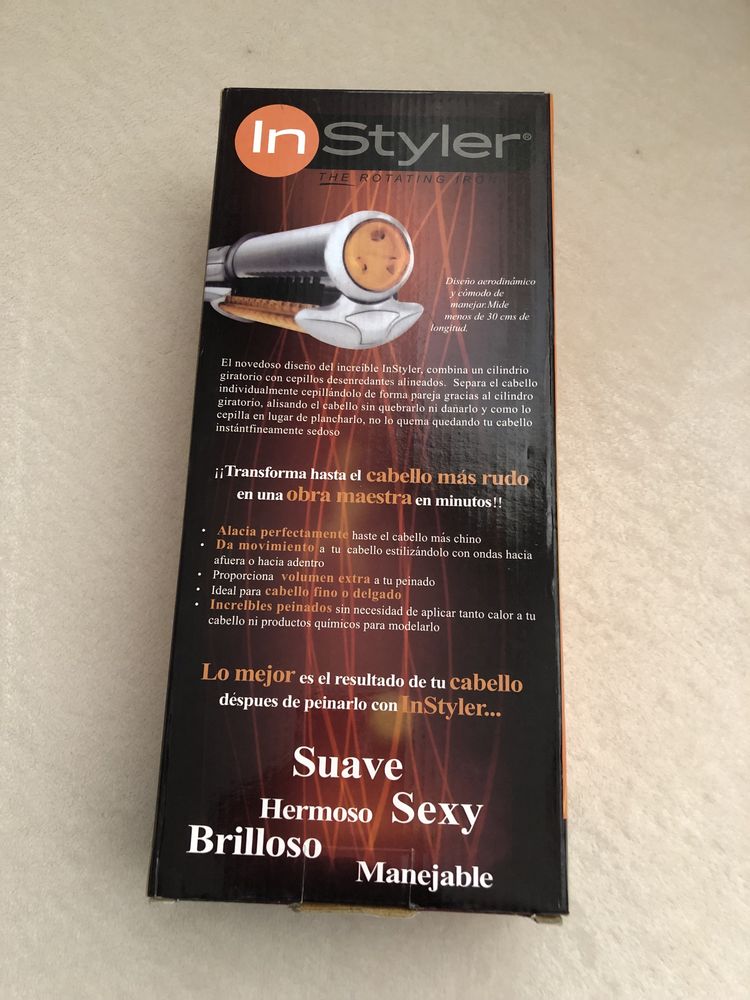 InStyler®
THE ROTATING IRON
Diseño aerodinámico
y cómodo de
manejar.Mide
menos de 30 cms de
longitud.
El novedoso diseño del increíble InStyler, combina un cilindrio
giratorio con cepillos desenredantes alineados. Separa el cabello
individualmente cepillándolo de forma pareja gracias al cilindro
giratorio, alisando el cabello sin quebrarlo ni dañarlo y como lo
cepilla en lugar de plancharlo, no lo quema quedando tu cabello
instántfineamente sedoso
¡¡Transforma hasta el cabello más rudo
en una obra maestra en minutos!!
• Alacia perfectamente haste el cabello más chino
• Da movimiento a tu cabello estilizándolo con ondas hacia
afuera o hacia adentro
• Proporciona volumen extra a tu peinado
• Ideal para cabello fino o delgado
• Increlbles peinados sin necesidad de aplicar tanto calor a tu
cabello ni productos químicos para modelarlo
Lo mejor es el resultado de tu cabello
déspues de peinarlo con InStyler...
Suave
Hermoso Sexy
Brilloso
Manejable